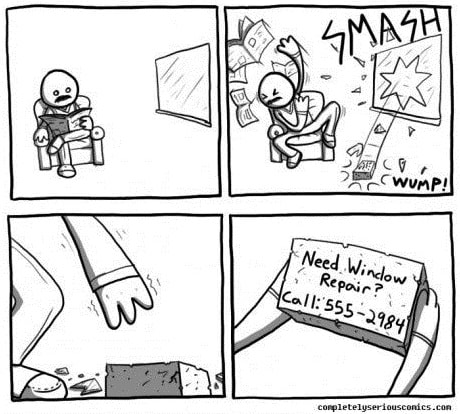 SMASH
WUMP!
Need Window
Repair?
Call: 555-2984
completelyseriouscomics.com